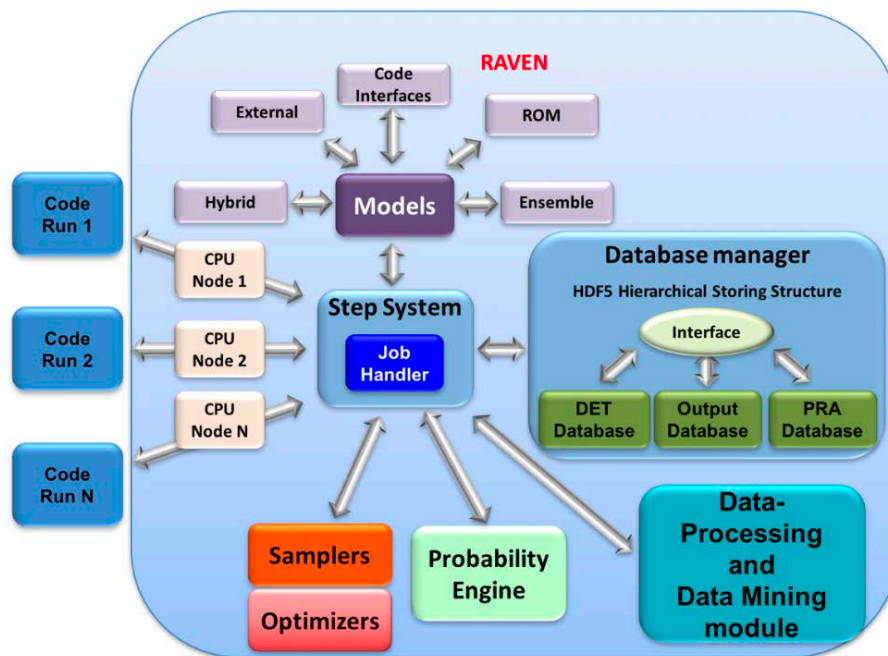 RAVEN
Code
Interfaces
External
ROM
Hybrid
Models
Ensemble
Code
Run 1
CPU
Node 1
Code
Run 2
CPU
Node 2
Code
Run N
CPU
Node N
Step System
Job
Handler
Database manager
HDF5 Hierarchical Storing Structure
Interface
DET
Database
Output
Database
PRA
Database
Samplers
Optimizers
Probability
Engine
Data-
Processing
and
Data Mining
module